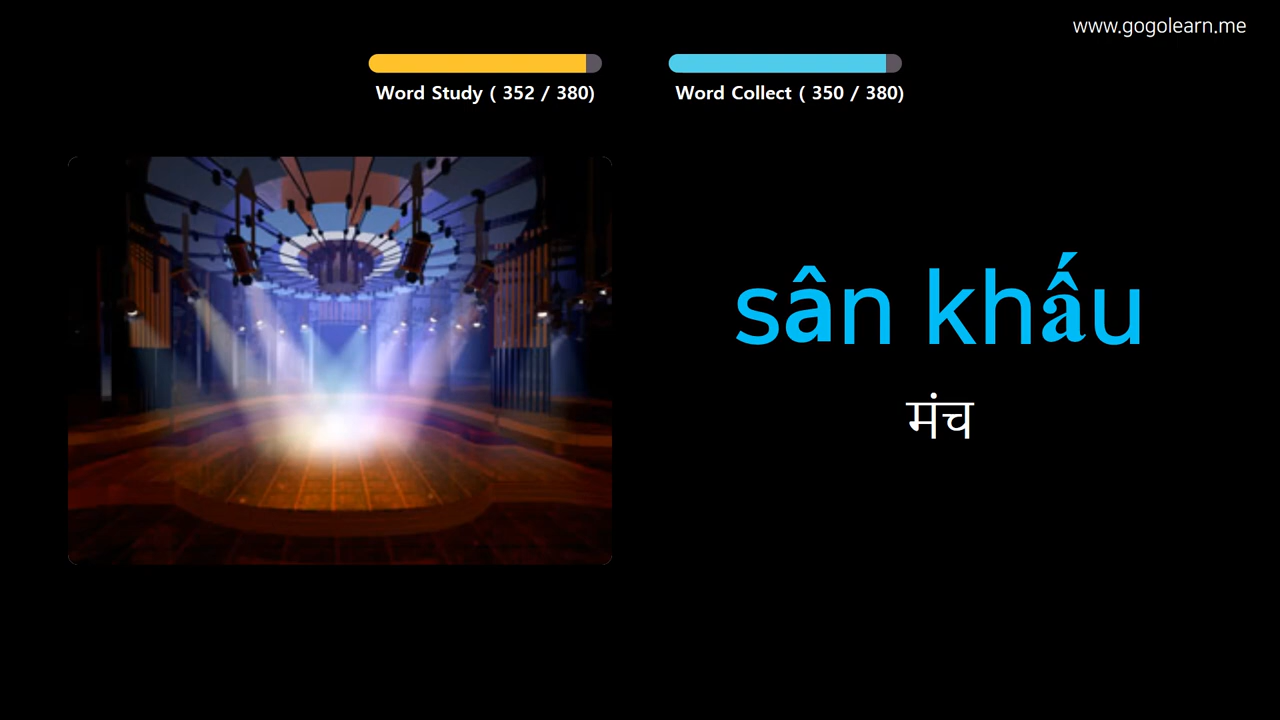 www.gogolearn.me
Word Study ( 352 / 380)
Word Collect ( 350 / 380)
sân khấu
मंच